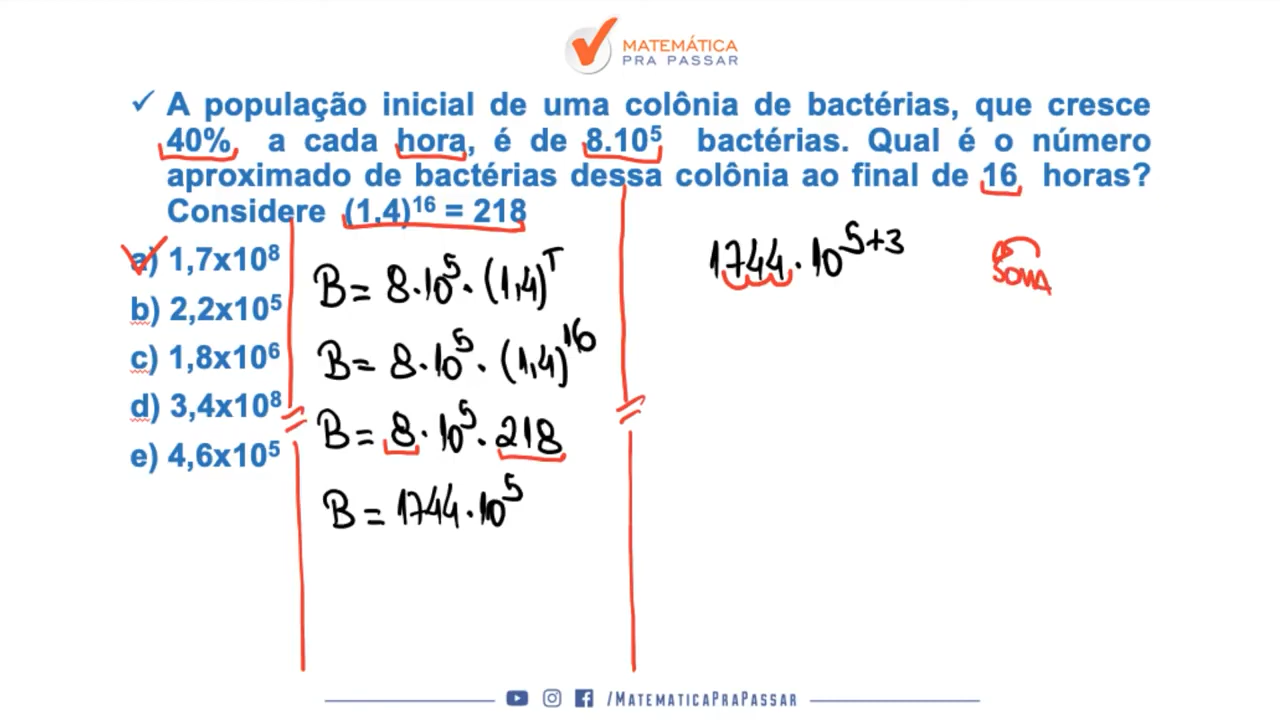 MATEMÁTICA
PRA PASSAR
✓ A população inicial de uma colônia de bactérias, que cresce
40% a cada hora, é de 8.10⁵ bactérias. Qual é o número
aproximado de bactérias dessa colônia ao final de 16 horas?
Considere (1,4)¹⁶ = 218
a) 1,7x10⁸
b) 2,2x10⁵
c) 1,8x10⁶
d) 3,4x10⁸
e) 4,6x10⁵
B = 8·10⁵·(1,4)ᵀ
B = 8·10⁵·(1,4)¹⁶
B = 8·10⁵·218
B = 1744·10⁵
1744·10⁵⁺³
SOMA
/MATEMATICAPRAPASSAR